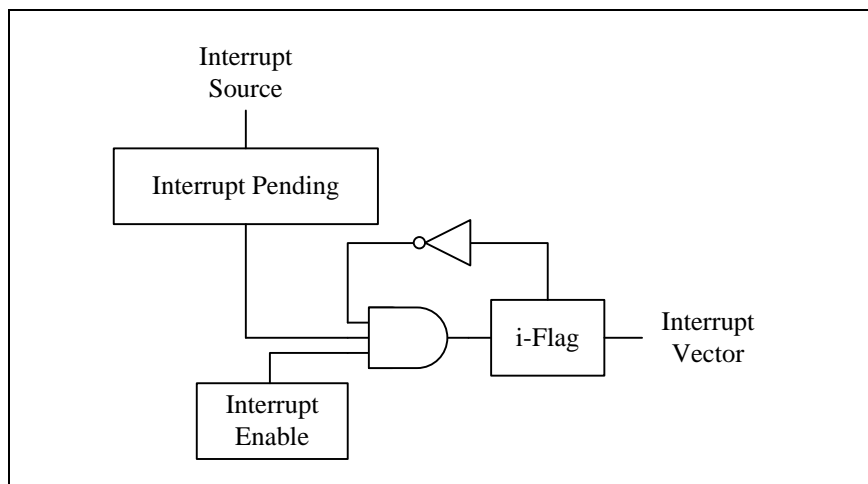 Interrupt
Source
Interrupt Pending
i-Flag
Interrupt
Vector
Interrupt
Enable